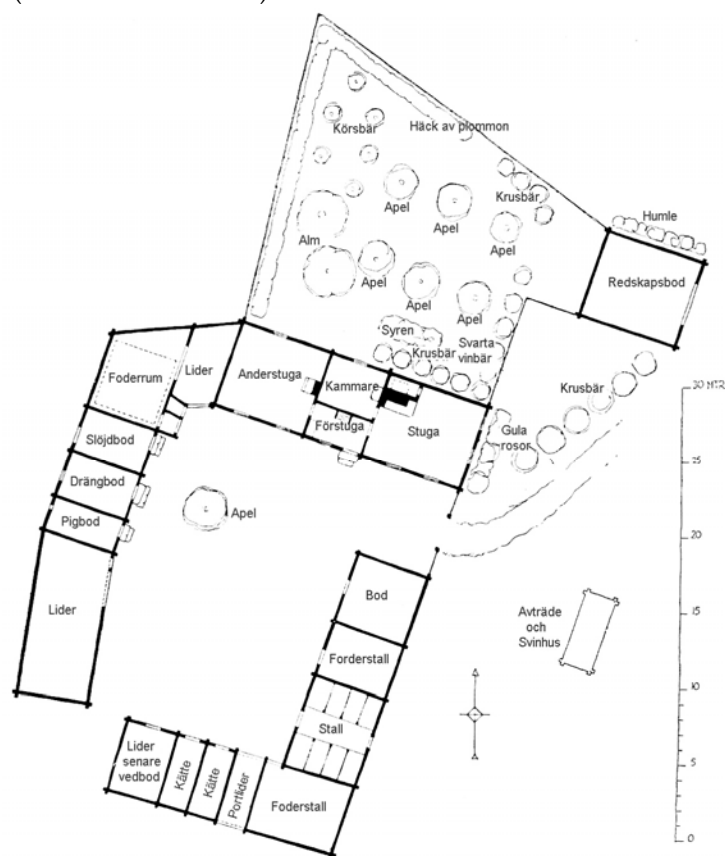 Körsbär
Häck av plommon
Krusbär
Apel
Apel
Apel
Humle
Alm
Apel
Apel
Apel
Redskapsbod
Syren
Krusbär
Svarta
vinbär
Krusbär
Foderrum
Lider
Anderstuga
Kammare
Förstuga
Stuga
Gula
rosor
Slöjdbod
Drängbod
Pigbod
Apel
Lider
Bod
Forderstall
Stall
Avträde
och
Svinhus
Lider
senare
vedbod
Kätte
Kätte
Portlider
Foderstall
30 MTR
25
20
15
10
5
0